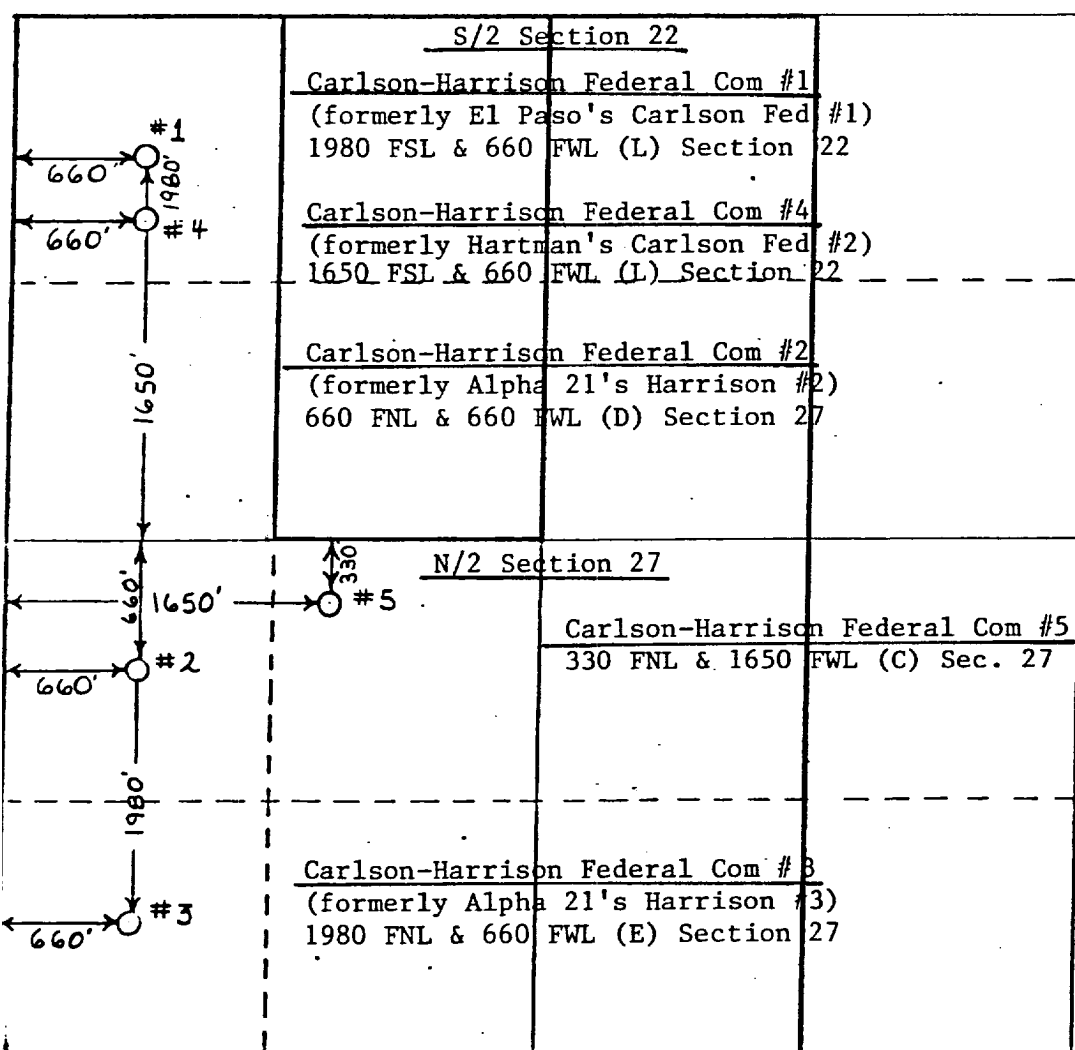 S/2 Section 22
Carlson-Harrison Federal Com #1
(formerly El Paso's Carlson Fed #1)
1980 FSL & 660 FWL (L) Section 22
#1
660'
1980'
Carlson-Harrison Federal Com #4
(formerly Hartman's Carlson Fed #2)
1650 FSL & 660 FWL (L) Section 22
660'
#4
Carlson-Harrison Federal Com #2
(formerly Alpha 21's Harrison #2)
660 FNL & 660 FWL (D) Section 27
1650'
N/2 Section 27
330
660'
1650'
#5
Carlson-Harrison Federal Com #5
330 FNL & 1650 FWL (C) Sec. 27
#2
660'
1980'
Carlson-Harrison Federal Com #3
(formerly Alpha 21's Harrison #3)
1980 FNL & 660 FWL (E) Section 27
#3
660'